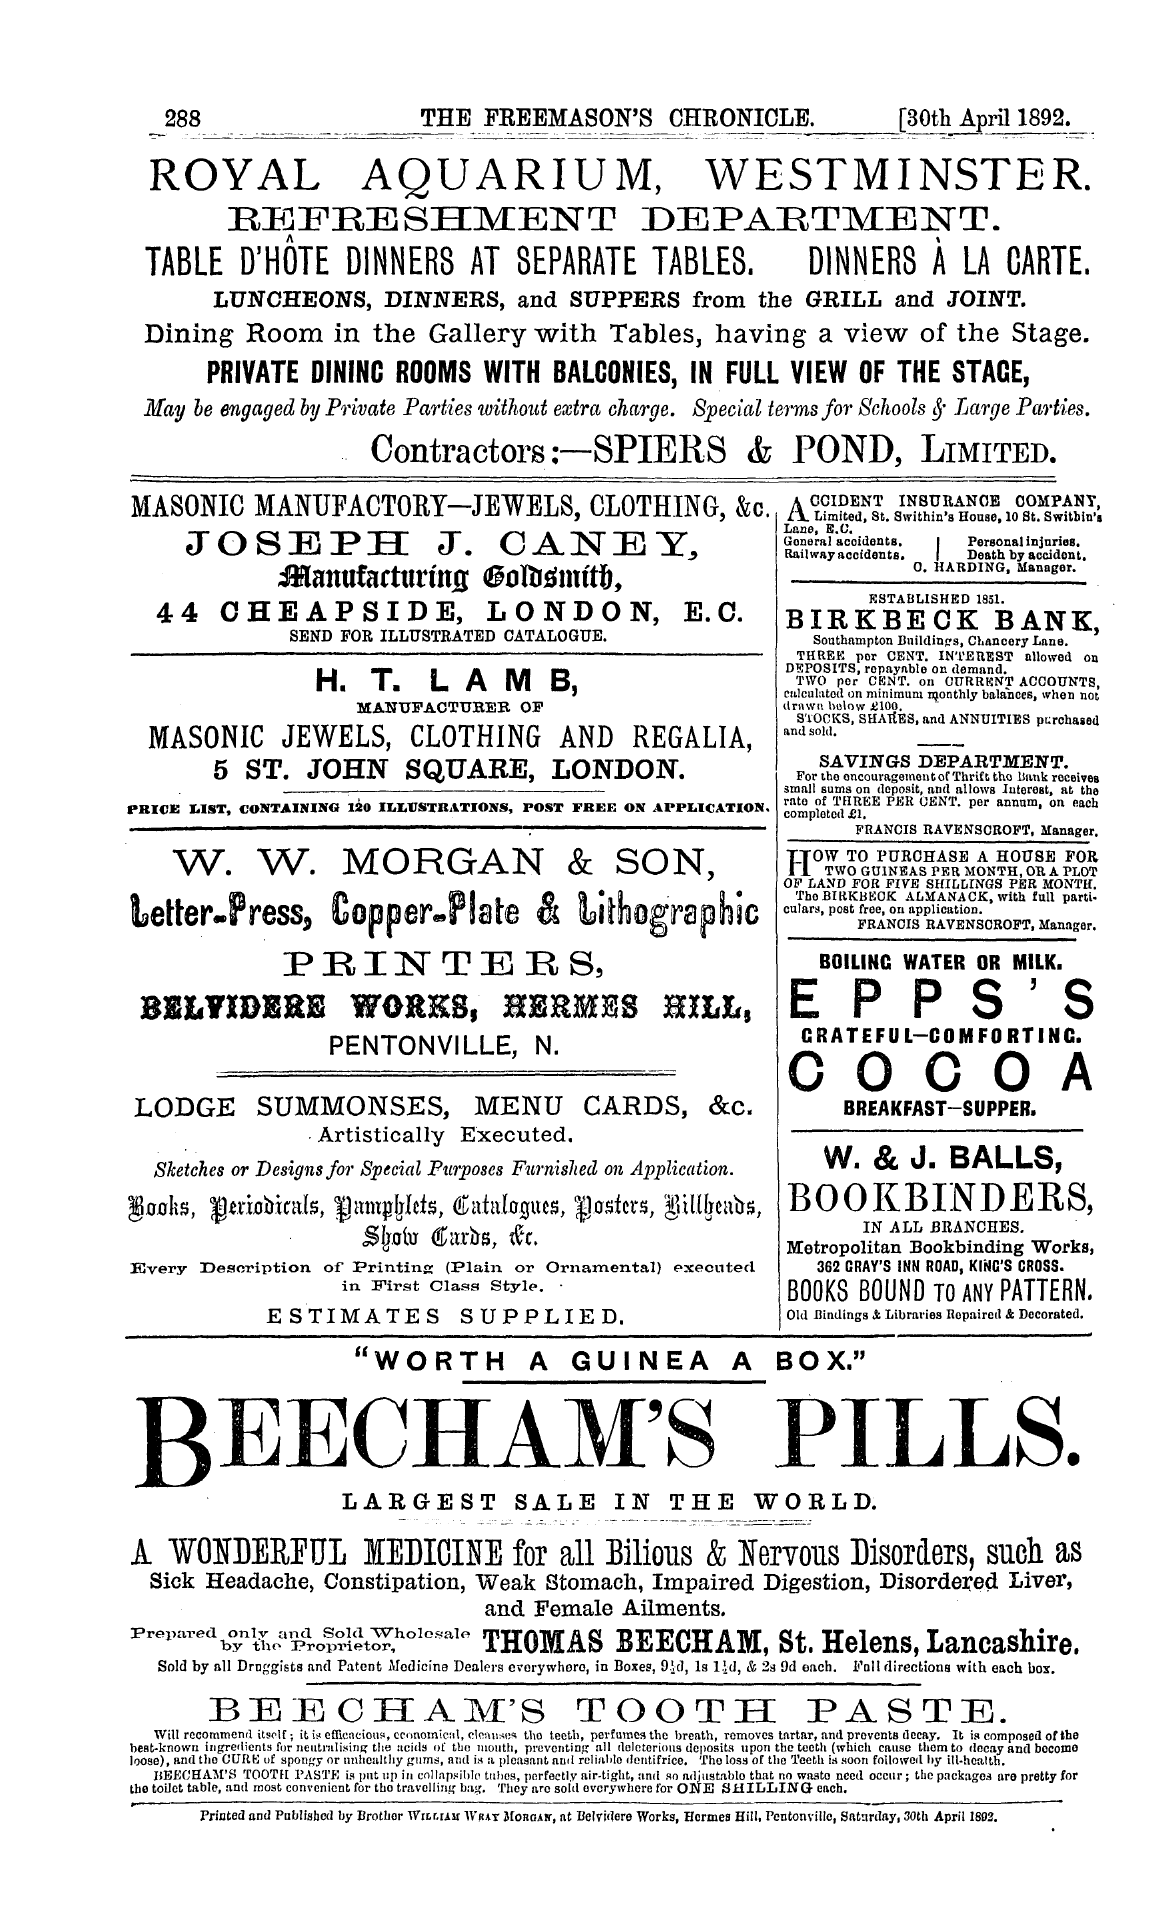 288 THE FREEMASON'S CHRONICLE. [30th April 1892.
ROYAL AQUARIUM, WESTMINSTER.
REFRESHMENT DEPARTMENT.
TABLE D'HÔTE DINNERS AT SEPARATE TABLES. DINNERS À LA CARTE.
LUNCHEONS, DINNERS, and SUPPERS from the GRILL and JOINT.
Dining Room in the Gallery with Tables, having a view of the Stage.
PRIVATE DINING ROOMS WITH BALCONIES, IN FULL VIEW OF THE STAGE,
May be engaged by Private Parties without extra charge. Special terms for Schools & Large Parties.
Contractors:—SPIERS & POND, LIMITED.
MASONIC MANUFACTORY—JEWELS, CLOTHING, &c.
JOSEPH J. CANEY,
Manufacturing Goldsmith,
44 CHEAPSIDE, LONDON, E.C.
SEND FOR ILLUSTRATED CATALOGUE.
H. T. LAMB,
MANUFACTURER OF
MASONIC JEWELS, CLOTHING AND REGALIA,
5 ST. JOHN SQUARE, LONDON.
PRICE LIST, CONTAINING 120 ILLUSTRATIONS, POST FREE ON APPLICATION.
W. W. MORGAN & SON,
Letter-Press, Copper-Plate & Lithographic
PRINTERS,
BELVIDERE WORKS, HERMES HILL,
PENTONVILLE, N.
LODGE SUMMONSES, MENU CARDS, &c.
Artistically Executed.
Sketches or Designs for Special Purposes Furnished on Application.
Books, Periodicals, Pamphlets, Catalogues, Posters, Billheads,
Show Cards, &c.
Every Description of Printing (Plain or Ornamental) executed
in First Class Style.
ESTIMATES SUPPLIED.
ACCIDENT INSURANCE COMPANY,
Limited, St. Swithin's House, 10 St. Swithin's
Lane, E.C.
General accidents. | Personal injuries.
Railway accidents. | Death by accident.
C. HARDING, Manager.
ESTABLISHED 1851.
BIRKBECK BANK,
Southampton Buildings, Chancery Lane.
THREE per CENT. INTEREST allowed on
DEPOSITS, repayable on demand.
TWO per CENT. on CURRENT ACCOUNTS,
calculated on minimum monthly balances, when not
drawn below £100.
STOCKS, SHARES, and ANNUITIES purchased
and sold.
SAVINGS DEPARTMENT.
For the encouragement of Thrift the Bank receives
small sums on deposit, and allows Interest, at the
rate of THREE PER CENT. per annum, on each
completed £1.
FRANCIS RAVENSCROFT, Manager.
HOW TO PURCHASE A HOUSE FOR
TWO GUINEAS PER MONTH, OR A PLOT
OF LAND FOR FIVE SHILLINGS PER MONTH.
The BIRKBECK ALMANACK, with full parti-
culars, post free, on application.
FRANCIS RAVENSCROFT, Manager.
BOILING WATER OR MILK.
EPPS'S
GRATEFUL—COMFORTING.
COCOA
BREAKFAST—SUPPER.
W. & J. BALLS,
BOOKBINDERS,
IN ALL BRANCHES.
Metropolitan Bookbinding Works,
362 GRAY'S INN ROAD, KING'S CROSS.
BOOKS BOUND TO ANY PATTERN.
Old Bindings & Libraries Repaired & Decorated.
"WORTH A GUINEA A BOX."
BEECHAM'S PILLS.
LARGEST SALE IN THE WORLD.
A WONDERFUL MEDICINE for all Bilious & Nervous Disorders, such as
Sick Headache, Constipation, Weak Stomach, Impaired Digestion, Disordered Liver,
and Female Ailments.
Prepared only and Sold Wholesale
by the Proprietor, THOMAS BEECHAM, St. Helens, Lancashire.
Sold by all Druggists and Patent Medicine Dealers everywhere, in Boxes, 9½d, 1s 1½d, & 2s 9d each. Full directions with each box.
BEECHAM'S TOOTH PASTE.
Will recommend itself; it is efficacious, economical, cleanses the teeth, perfumes the breath, removes tartar, and prevents decay. It is composed of the
best-known ingredients for neutralising the acids of the mouth, preventing all deleterious deposits upon the teeth (which cause them to decay and become
loose), and the CURE of spongy or unhealthy gums, and is a pleasant and reliable dentifrice. The loss of the Teeth is soon followed by ill-health.
BEECHAM'S TOOTH PASTE is put up in collapsible tubes, perfectly air-tight, and so adjustable that no waste need occur; the packages are pretty for
the toilet table, and most convenient for the travelling bag. They are sold everywhere for ONE SHILLING each.
Printed and Published by Brother WILLIAM WRAY MORGAN, at Belvidere Works, Hermes Hill, Pentonville, Saturday, 30th April 1892.